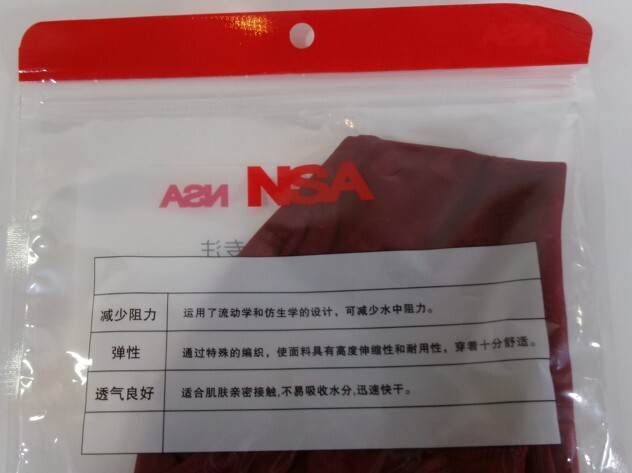 NSA NSA
专注
减少阻力 运用了流动学和仿生学的设计，可减少水中阻力。
弹性 通过特殊的编织，使面料具有高度伸缩性和耐用性，穿着十分舒适。
透气良好 适合肌肤亲密接触,不易吸收水分,迅速快干。